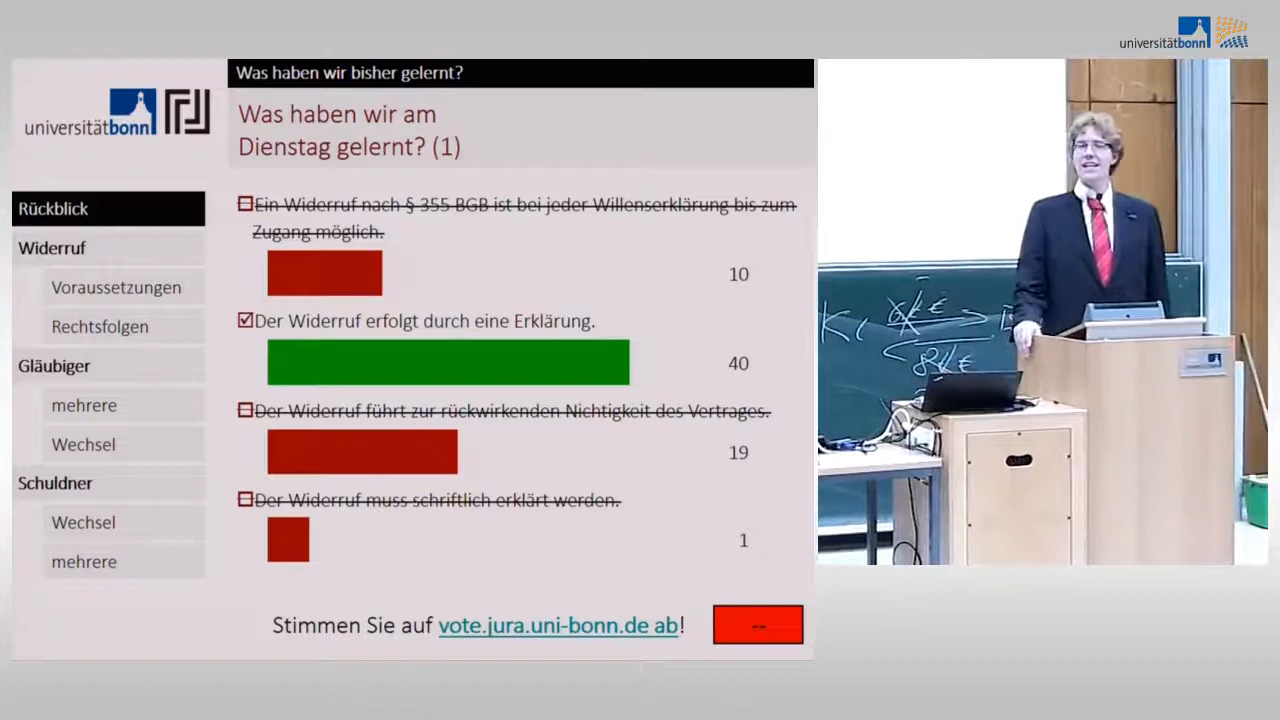 universitätbonn
Was haben wir bisher gelernt?
universitätbonn
Was haben wir am
Dienstag gelernt? (1)
Rückblick
Widerruf
Voraussetzungen
Rechtsfolgen
Gläubiger
mehrere
Wechsel
Schuldner
Wechsel
mehrere
Ein Widerruf nach § 355 BGB ist bei jeder Willenserklärung bis zum
Zugang möglich.
10
Der Widerruf erfolgt durch eine Erklärung.
40
Der Widerruf führt zur rückwirkenden Nichtigkeit des Vertrages.
19
Der Widerruf muss schriftlich erklärt werden.
1
Stimmen Sie auf vote.jura.uni-bonn.de ab!